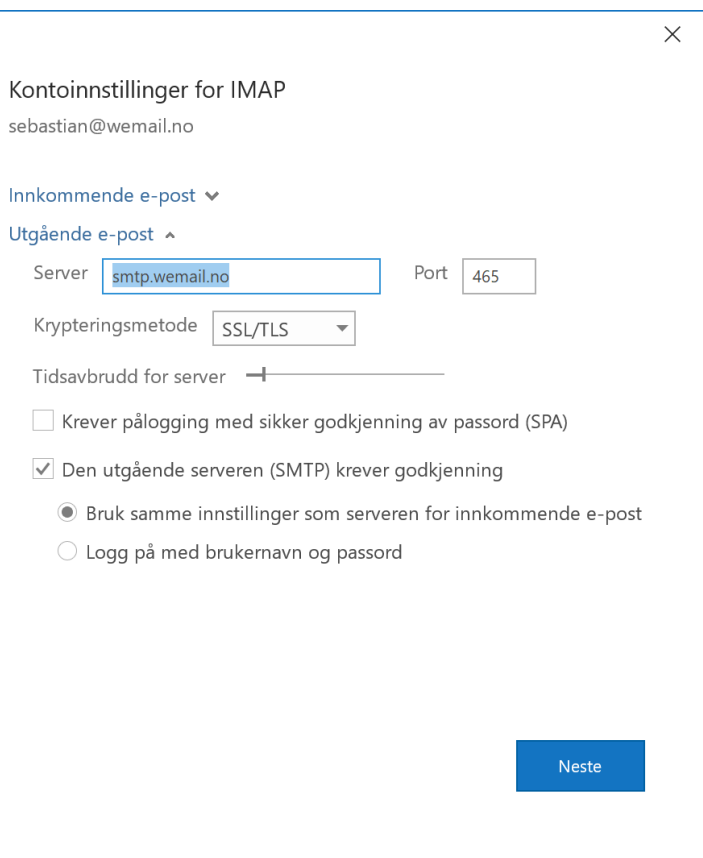 Kontoinnstillinger for IMAP
sebastian@wemail.no
Innkommende e-post
Utgående e-post
Server smtp.wemail.no Port 465
Krypteringsmetode SSL/TLS
Tidsavbrudd for server
Krever pålogging med sikker godkjenning av passord (SPA)
Den utgående serveren (SMTP) krever godkjenning
Bruk samme innstillinger som serveren for innkommende e-post
Logg på med brukernavn og passord
Neste